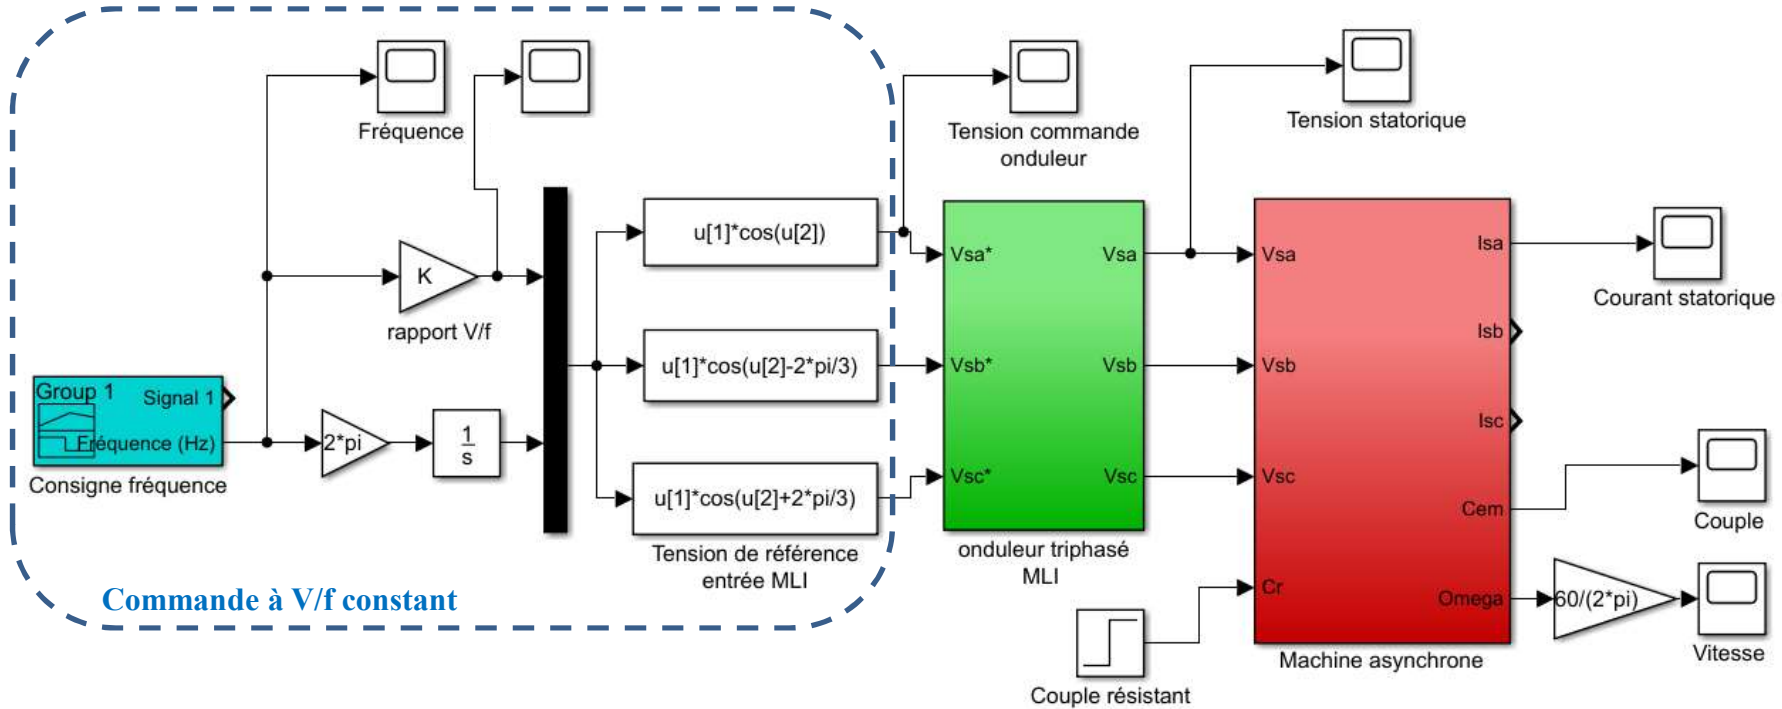 Fréquence
Tension commande
onduleur
Tension statorique
K
rapport V/f
u[1]*cos(u[2])
u[1]*cos(u[2]-2*pi/3)
u[1]*cos(u[2]+2*pi/3)
Tension de référence
entrée MLI
Group 1
Signal 1
Fréquence (Hz)
Consigne fréquence
2*pi
1
s
Commande à V/f constant
Vsa*
Vsb*
Vsc*
Vsa
Vsb
Vsc
onduleur triphasé
MLI
Vsa
Vsb
Vsc
Cr
Isa
Isb
Isc
Cem
Omega
Machine asynchrone
Couple résistant
Courant statorique
Couple
60/(2*pi)
Vitesse